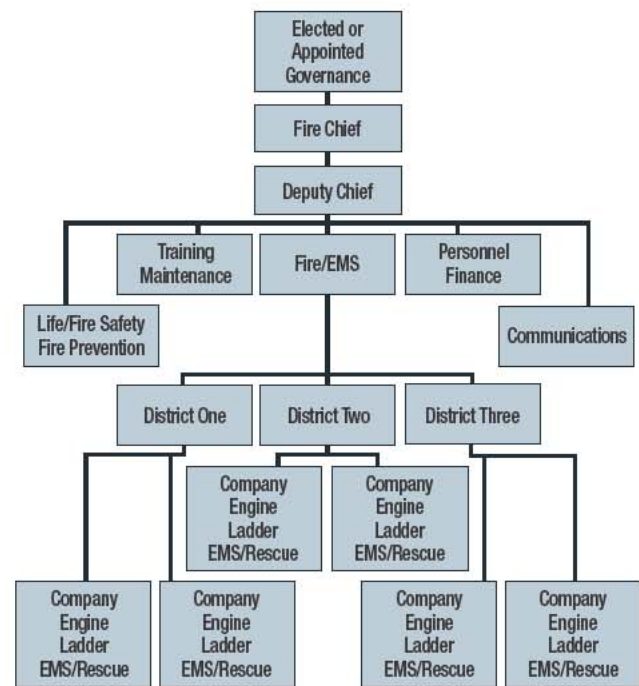 Elected or
Appointed
Governance
Fire Chief
Deputy Chief
Training
Maintenance
Fire/EMS
Personnel
Finance
Life/Fire Safety
Fire Prevention
Communications
District One
District Two
District Three
Company
Engine
Ladder
EMS/Rescue
Company
Engine
Ladder
EMS/Rescue
Company
Engine
Ladder
EMS/Rescue
Company
Engine
Ladder
EMS/Rescue
Company
Engine
Ladder
EMS/Rescue
Company
Engine
Ladder
EMS/Rescue